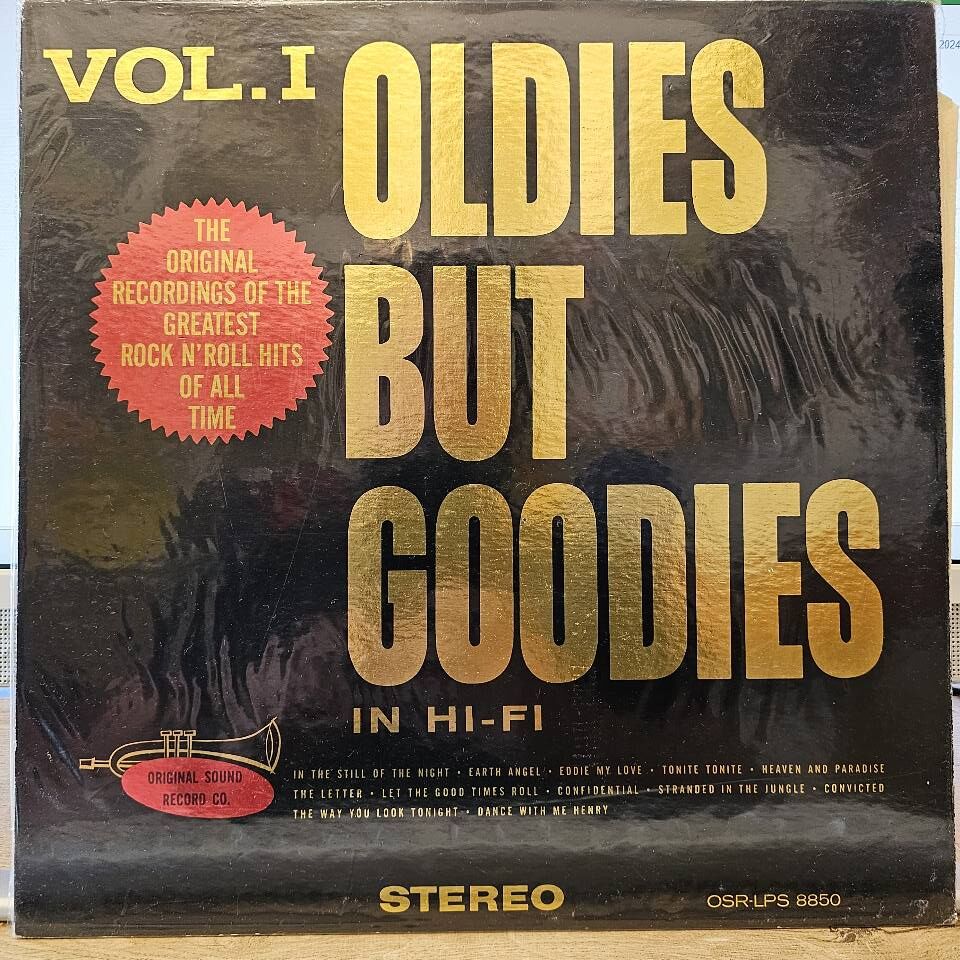 VOL. I
OLDIES
BUT
GOODIES
IN HI-FI
THE
ORIGINAL
RECORDINGS OF THE
GREATEST
ROCK N' ROLL HITS
OF ALL
TIME
ORIGINAL SOUND
RECORD CO.
IN THE STILL OF THE NIGHT • EARTH ANGEL • EDDIE MY LOVE • TONITE TONITE • HEAVEN AND PARADISE
THE LETTER • LET THE GOOD TIMES ROLL • CONFIDENTIAL • STRANDED IN THE JUNGLE • CONVICTED
THE WAY YOU LOOK TONIGHT • DANCE WITH ME HENRY
STEREO
OSR-LPS 8850
2024